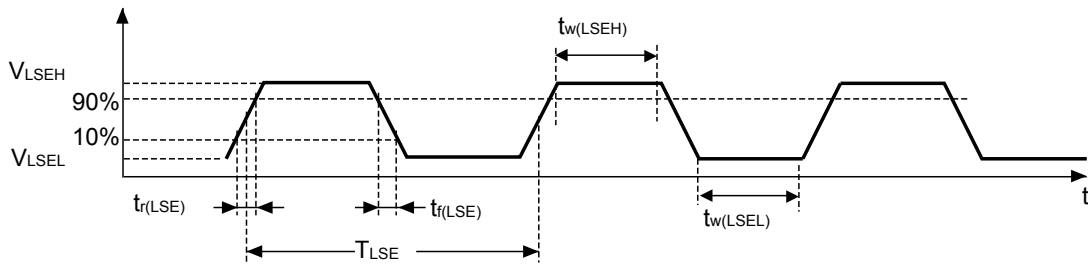 tw(LSEH)
VLSEH
90%
10%
VLSEL
tr(LSE)
tf(LSE)
tw(LSEL)
t
TLSE